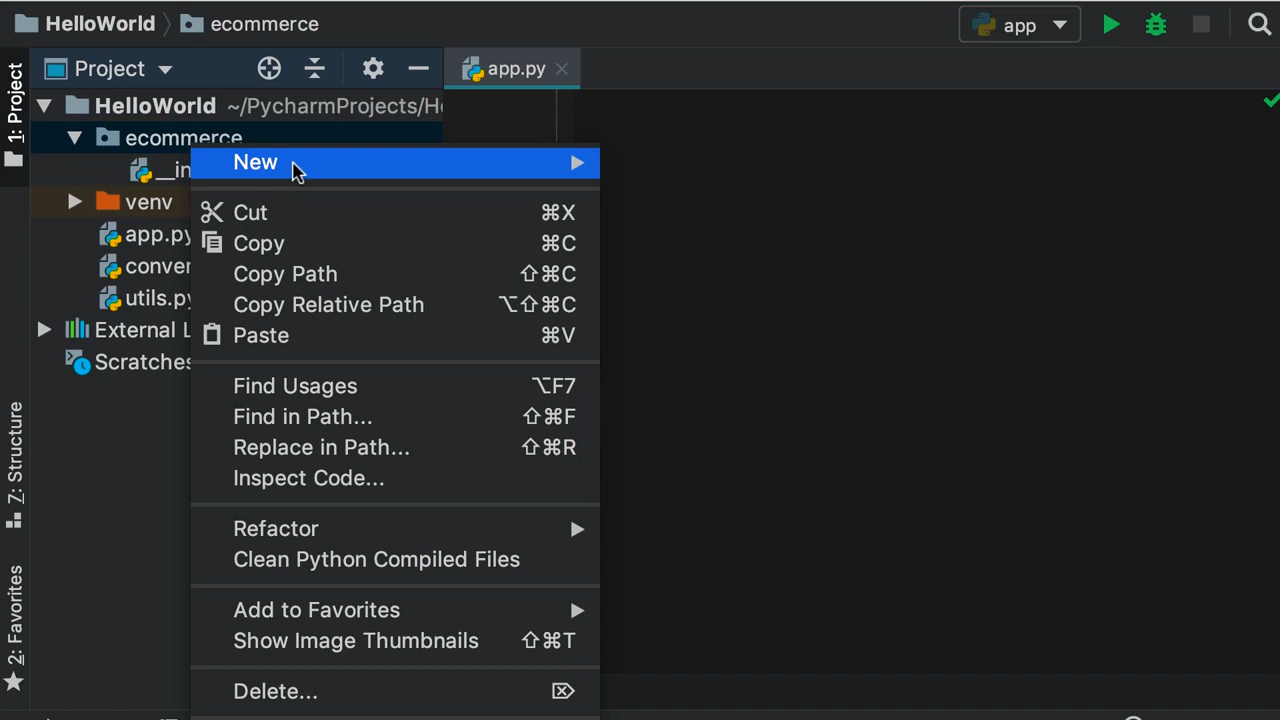 HelloWorld
ecommerce
app
1: Project
Project
app.py
HelloWorld ~/PycharmProjects/He
ecommerce
__in
venv
app.py
conver
utils.py
External L
Scratches
New
Cut ⌘X
Copy ⌘C
Copy Path ⇧⌘C
Copy Relative Path ⌥⇧⌘C
Paste ⌘V
Find Usages ⌥F7
Find in Path... ⇧⌘F
Replace in Path... ⇧⌘R
Inspect Code...
Refactor
Clean Python Compiled Files
Add to Favorites
Show Image Thumbnails ⇧⌘T
Delete... ⌦
7: Structure
2: Favorites